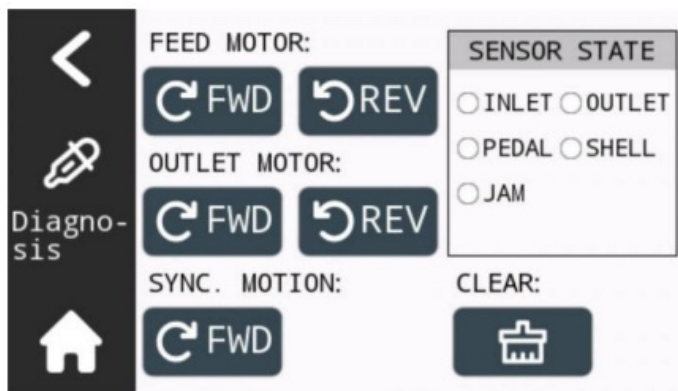 FEED MOTOR:
FWD
REV
OUTLET MOTOR:
FWD
REV
SYNC. MOTION:
FWD
SENSOR STATE
INLET OUTLET
PEDAL SHELL
JAM
CLEAR:
Diagno-
sis